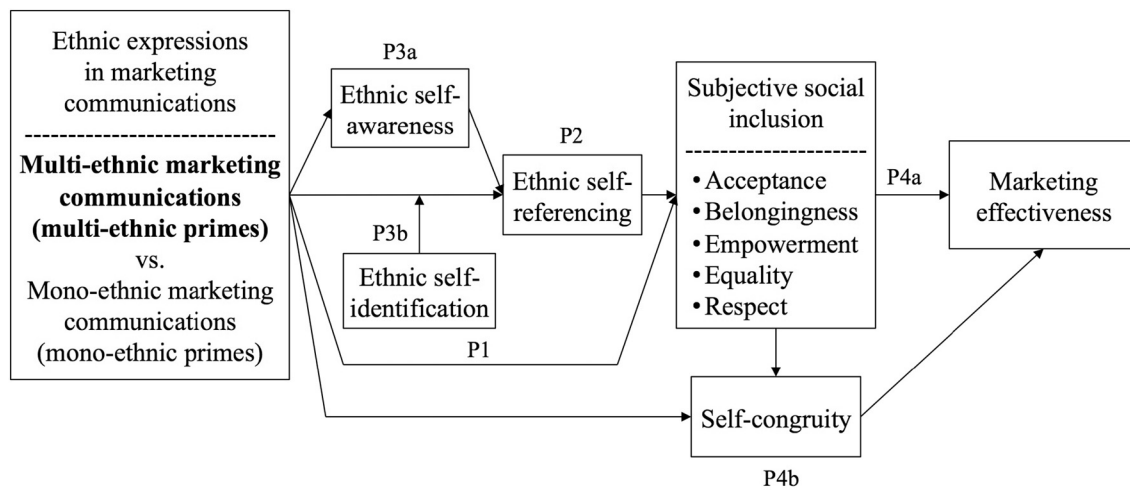 Ethnic expressions
in marketing
communications
Multi-ethnic marketing
communications
(multi-ethnic primes)
vs.
Mono-ethnic marketing
communications
(mono-ethnic primes)
P3a
Ethnic self-
awareness
P2
Ethnic self-
referencing
P3b
Ethnic self-
identification
P1
Subjective social
inclusion
• Acceptance
• Belongingness
• Empowerment
• Equality
• Respect
P4a
Marketing
effectiveness
Self-congruity
P4b